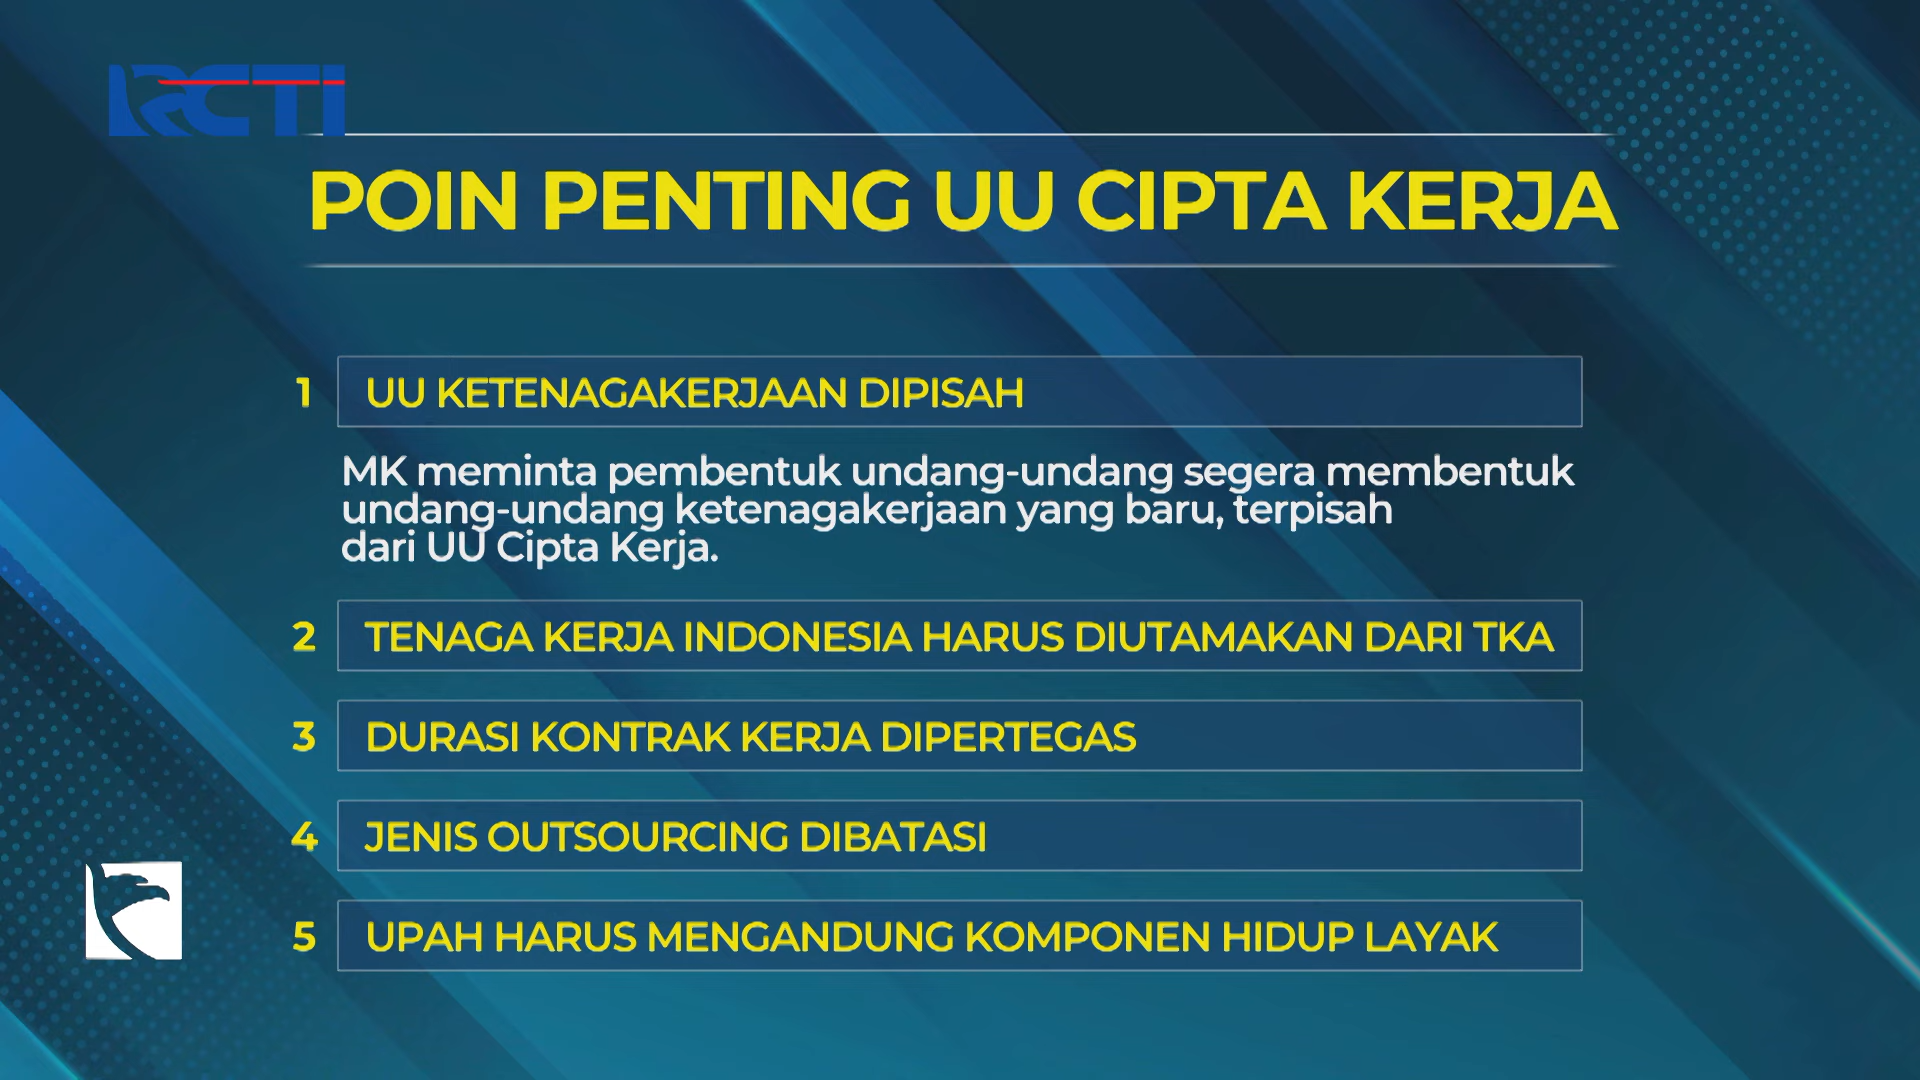 RCTI
POIN PENTING UU CIPTA KERJA
1 UU KETENAGAKERJAAN DIPISAH
MK meminta pembentuk undang-undang segera membentuk
undang-undang ketenagakerjaan yang baru, terpisah
dari UU Cipta Kerja.
2 TENAGA KERJA INDONESIA HARUS DIUTAMAKAN DARI TKA
3 DURASI KONTRAK KERJA DIPERTEGAS
4 JENIS OUTSOURCING DIBATASI
5 UPAH HARUS MENGANDUNG KOMPONEN HIDUP LAYAK